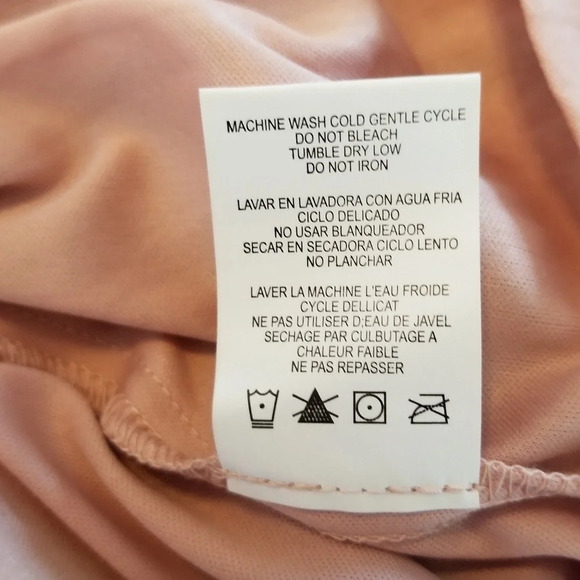 MACHINE WASH COLD GENTLE CYCLE
DO NOT BLEACH
TUMBLE DRY LOW
DO NOT IRON
LAVAR EN LAVADORA CON AGUA FRIA
CICLO DELICADO
NO USAR BLANQUEADOR
SECAR EN SECADORA CICLO LENTO
NO PLANCHAR
LAVER LA MACHINE L'EAU FROIDE
CYCLE DELLICAT
NE PAS UTILISER D;EAU DE JAVEL
SECHAGE PAR CULBUTAGE A
CHALEUR FAIBLE
NE PAS REPASSER